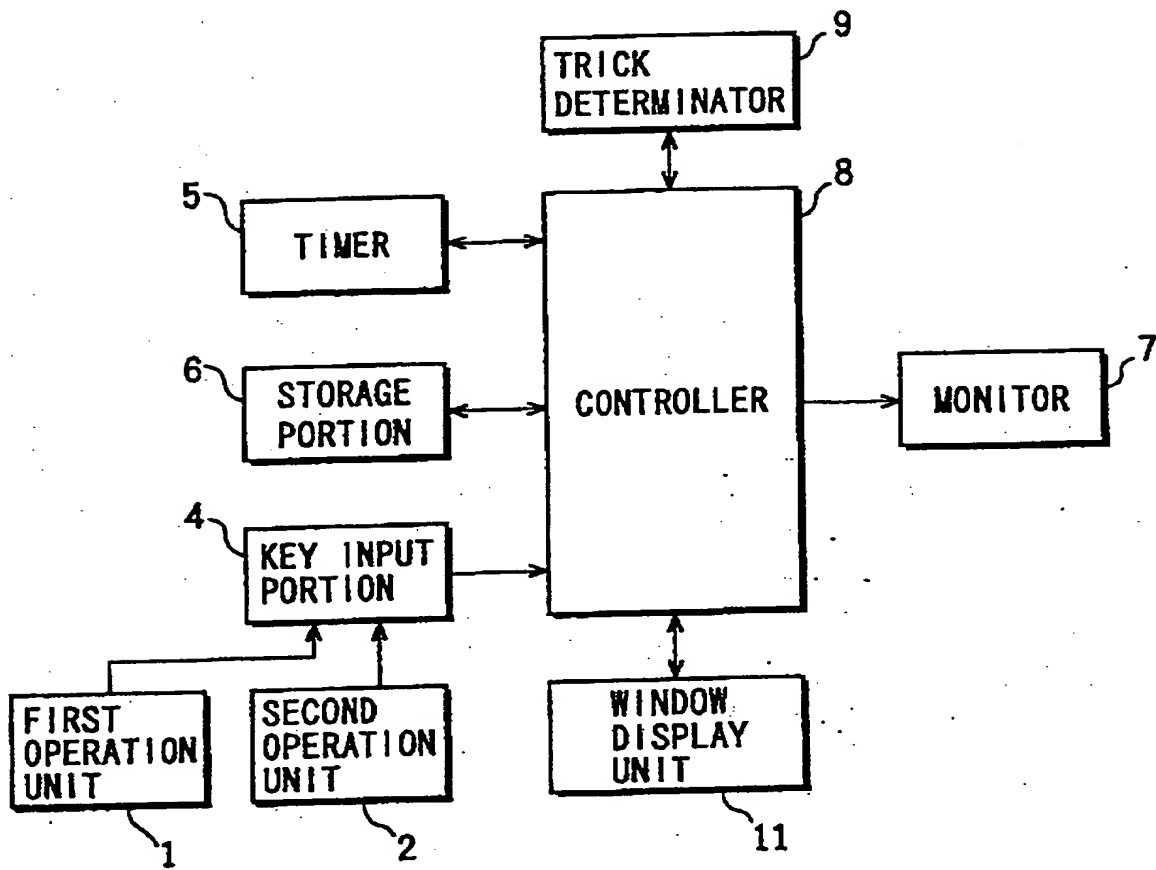 9
TRICK
DETERMINATOR
8
5
TIMER
6
STORAGE
PORTION
CONTROLLER
7
MONITOR
4
KEY INPUT
PORTION
FIRST
OPERATION
UNIT
1
SECOND
OPERATION
UNIT
2
WINDOW
DISPLAY
UNIT
11